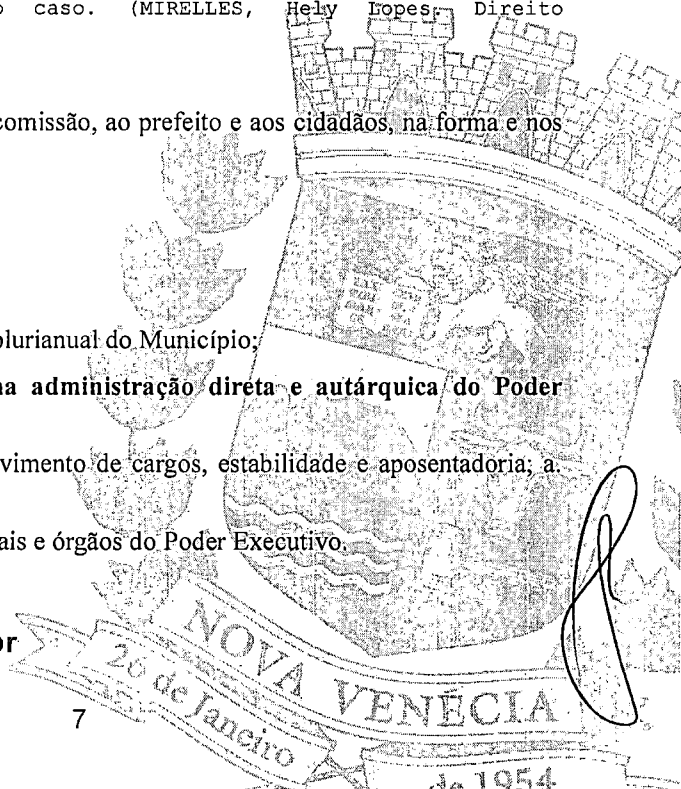 o caso. (MIRELLES, Hely Lopes. Direito
comissão, ao prefeito e aos cidadãos, na forma e nos
plurianual do Município;
na administração direta e autárquica do Poder
vimento de cargos, estabilidade e aposentadoria; a.
ais e órgãos do Poder Executivo.
or
7
NOVA VENÉCIA
26 de Janeiro
de 1954